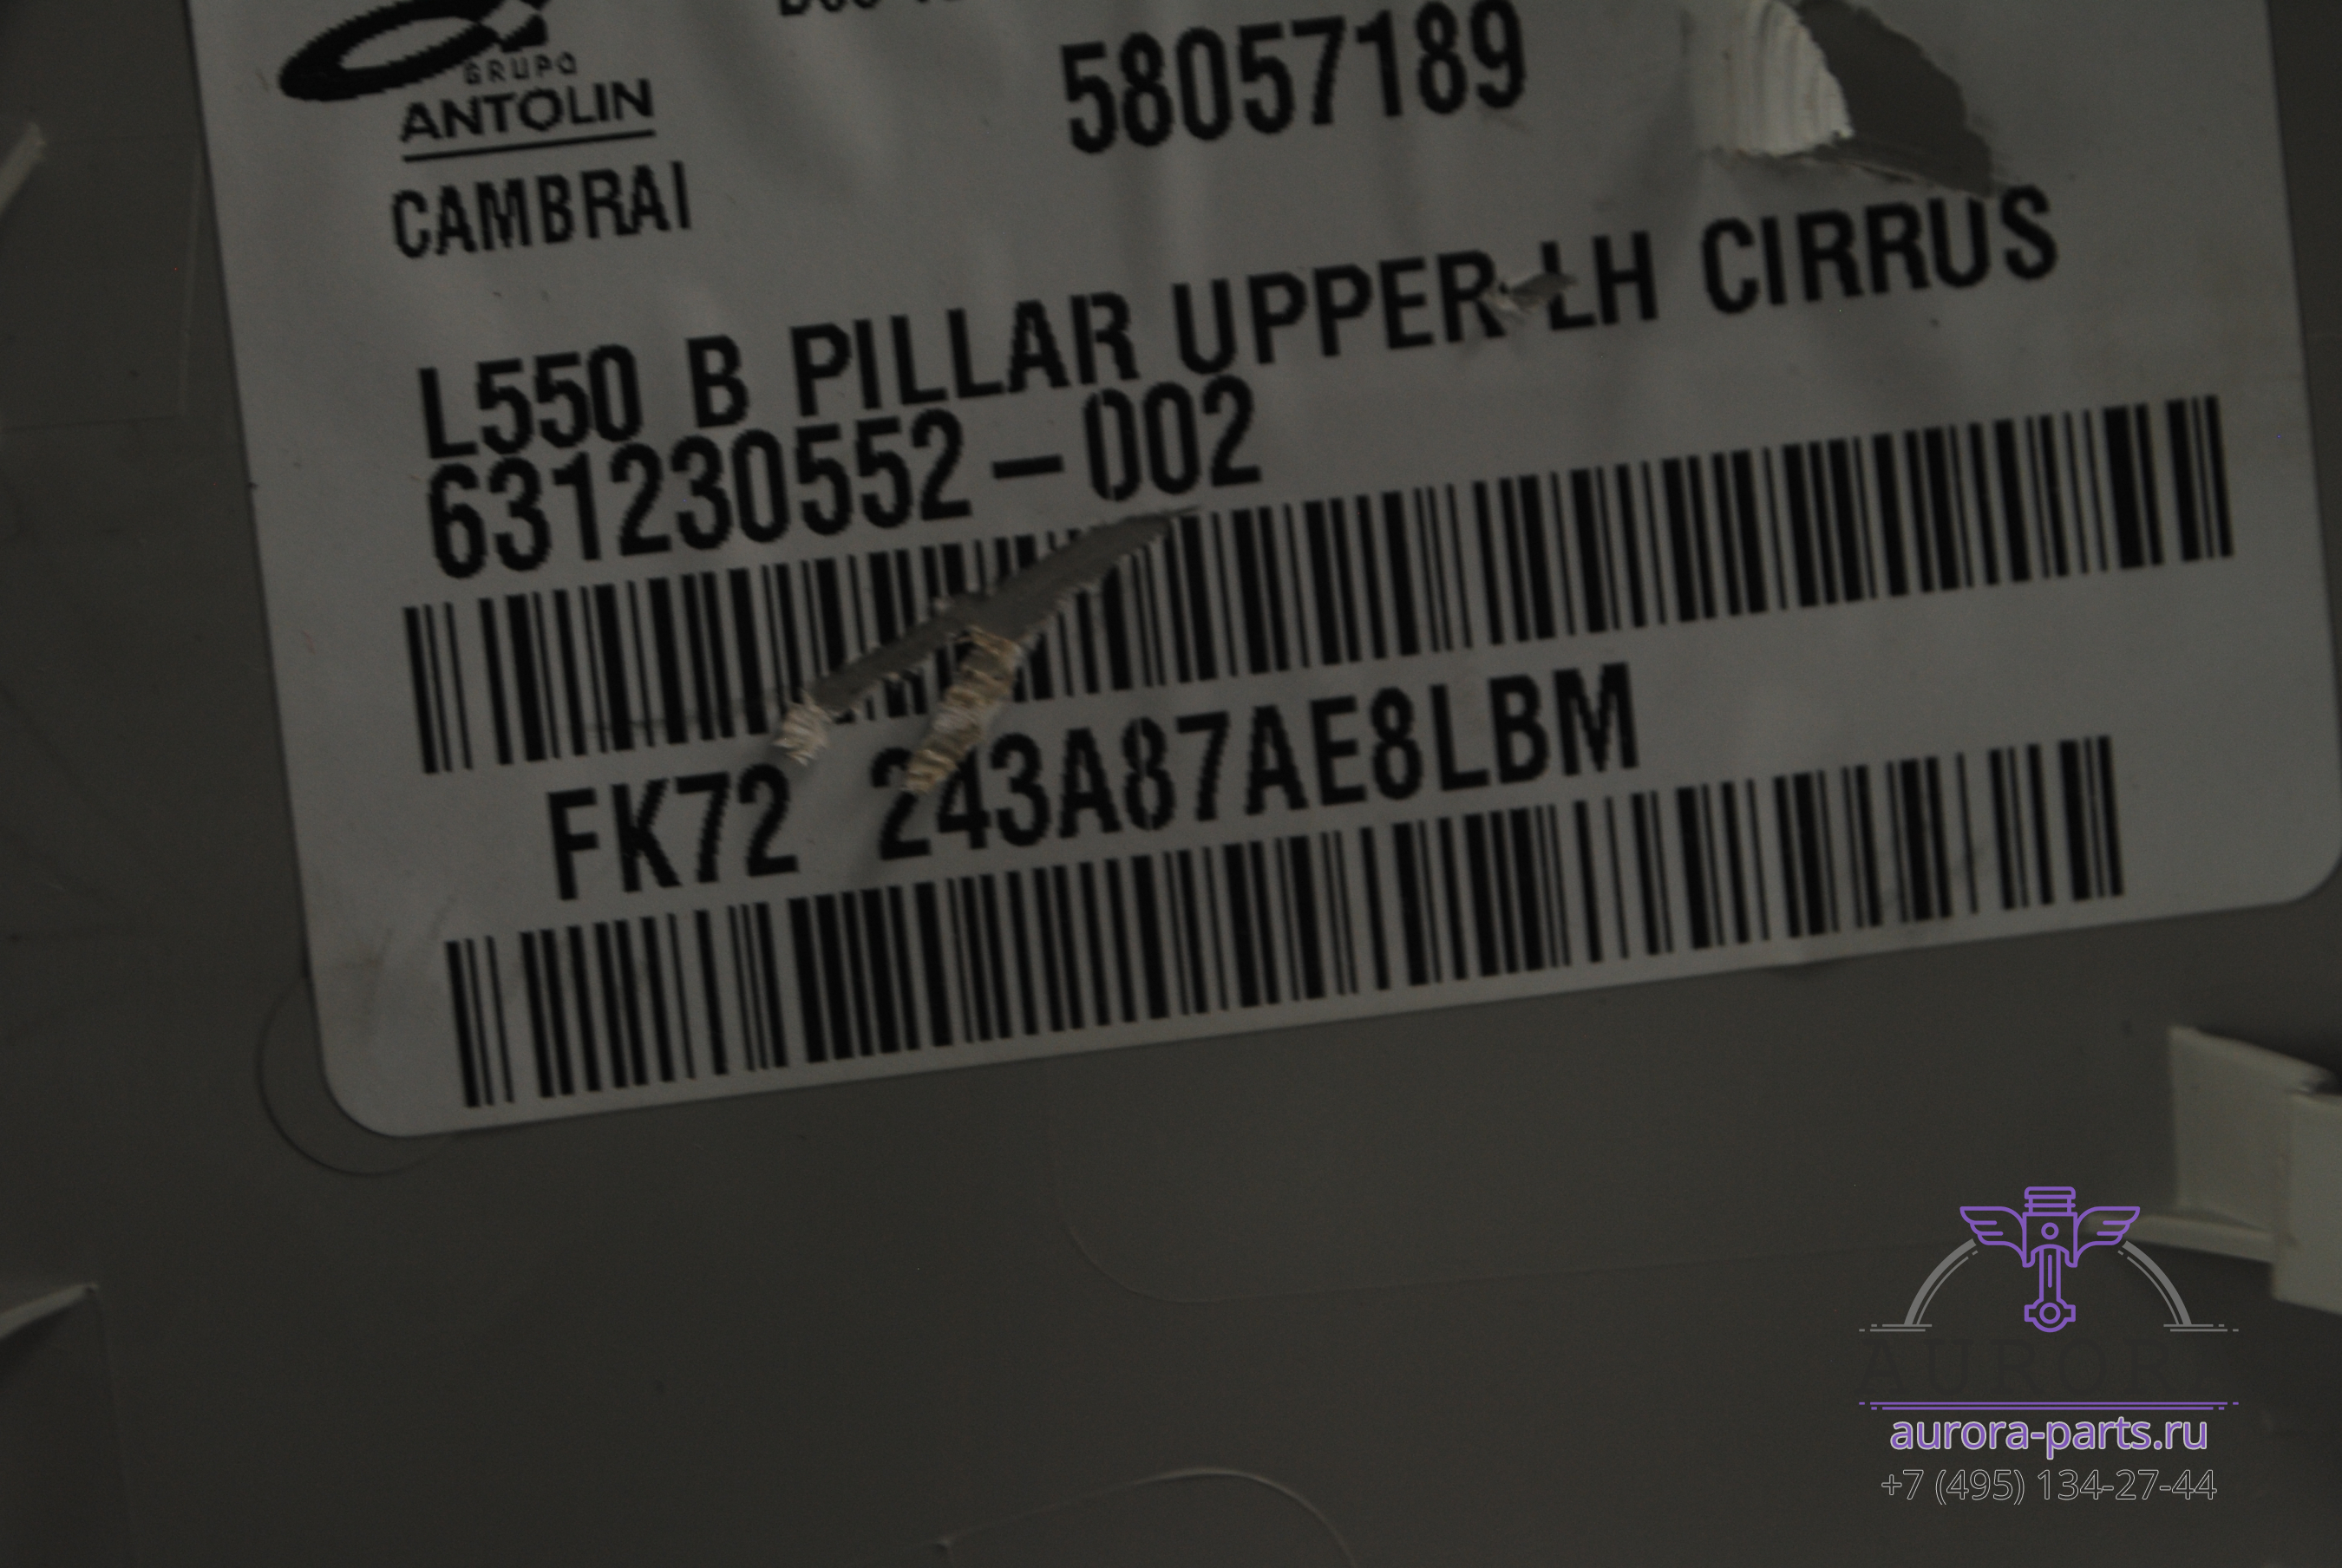 GRUPO
ANTOLIN
58057189
CAMBRAI
L550 B PILLAR UPPER LH CIRRUS
631230552-002
FK72 243A87AE8LBM
AURORA
aurora-parts.ru
+7 (495) 134-27-44